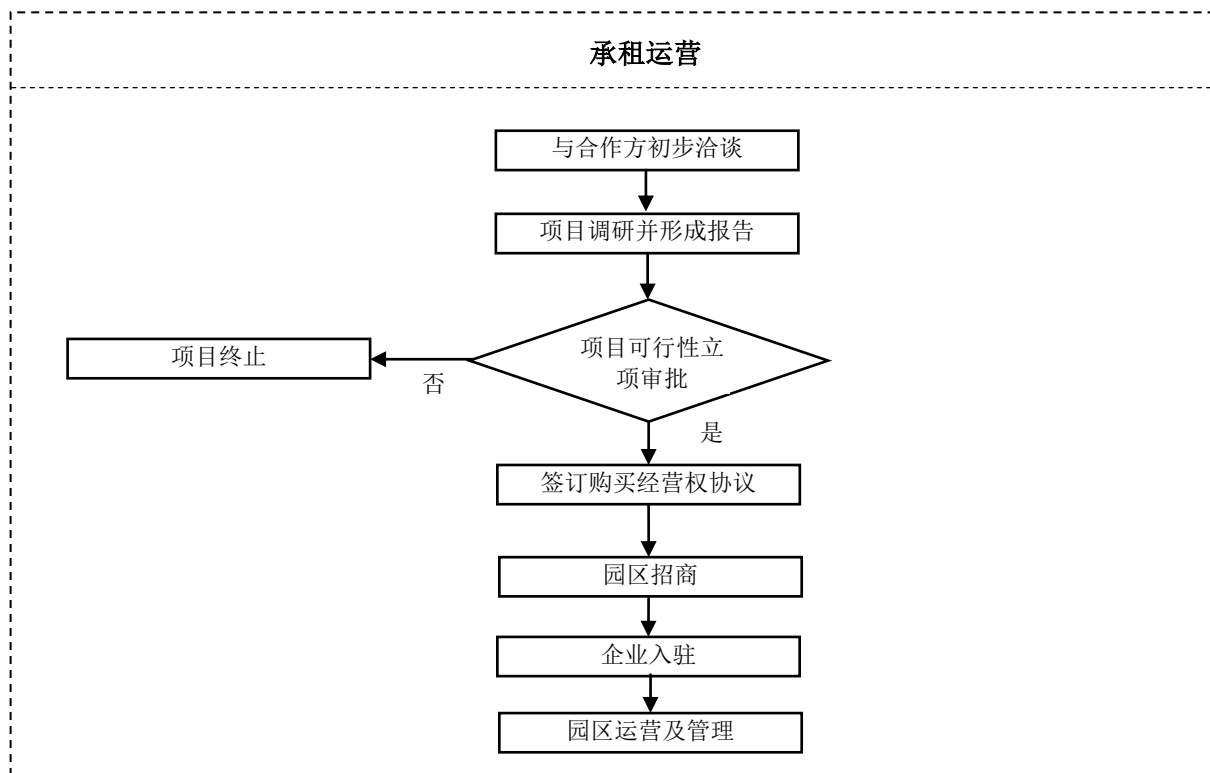 承租运营
与合作方初步洽谈
项目调研并形成报告
项目可行性立
项审批
项目终止
否
是
签订购买经营权协议
园区招商
企业入驻
园区运营及管理